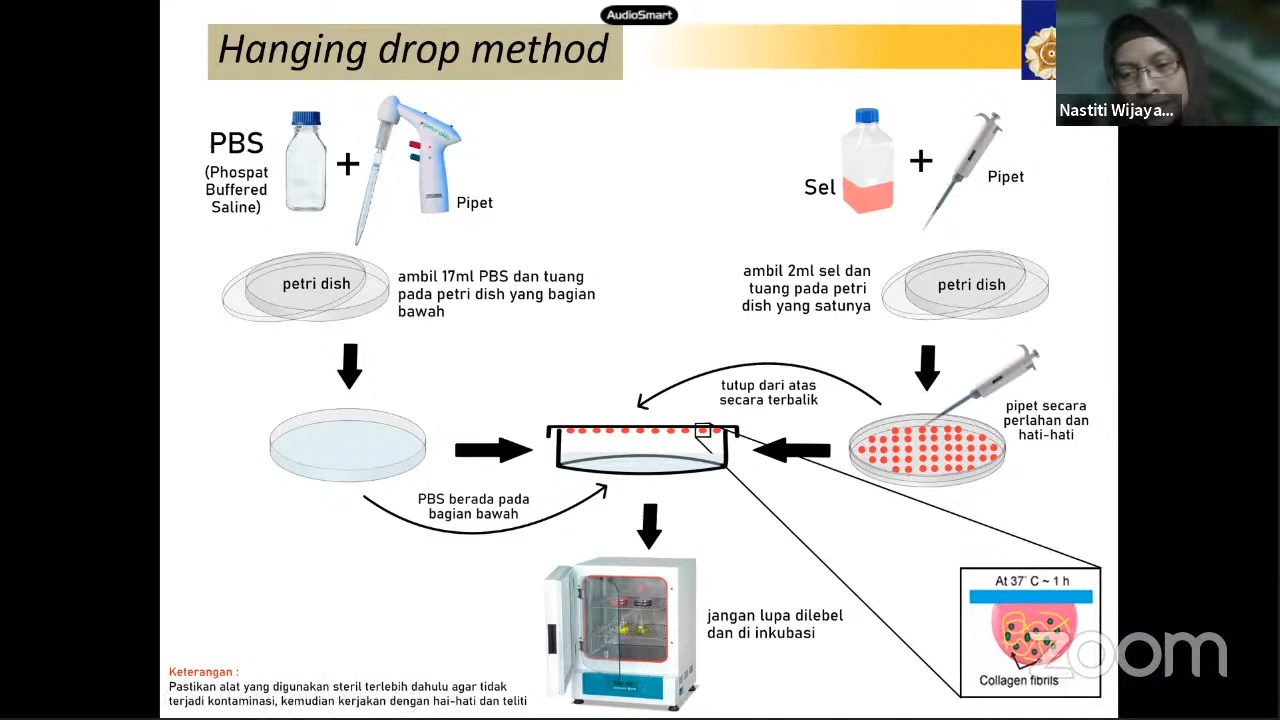 AudioSmart
Hanging drop method
Nastiti Wijaya...
PBS
(Phospat
Buffered
Saline)
+
Pipet
Sel
+
Pipet
petri dish
ambil 17ml PBS dan tuang
pada petri dish yang bagian
bawah
ambil 2ml sel dan
tuang pada petri
dish yang satunya
petri dish
tutup dari atas
secara terbalik
pipet secara
perlahan dan
hati-hati
PBS berada pada
bagian bawah
jangan lupa dilebel
dan di inkubasi
At 37° C ~ 1 h
Collagen fibrils
zoom
Keterangan :
Pastikan alat yang digunakan steril terlebih dahulu agar tidak
terjadi kontaminasi, kemudian kerjakan dengan hai-hati dan teliti